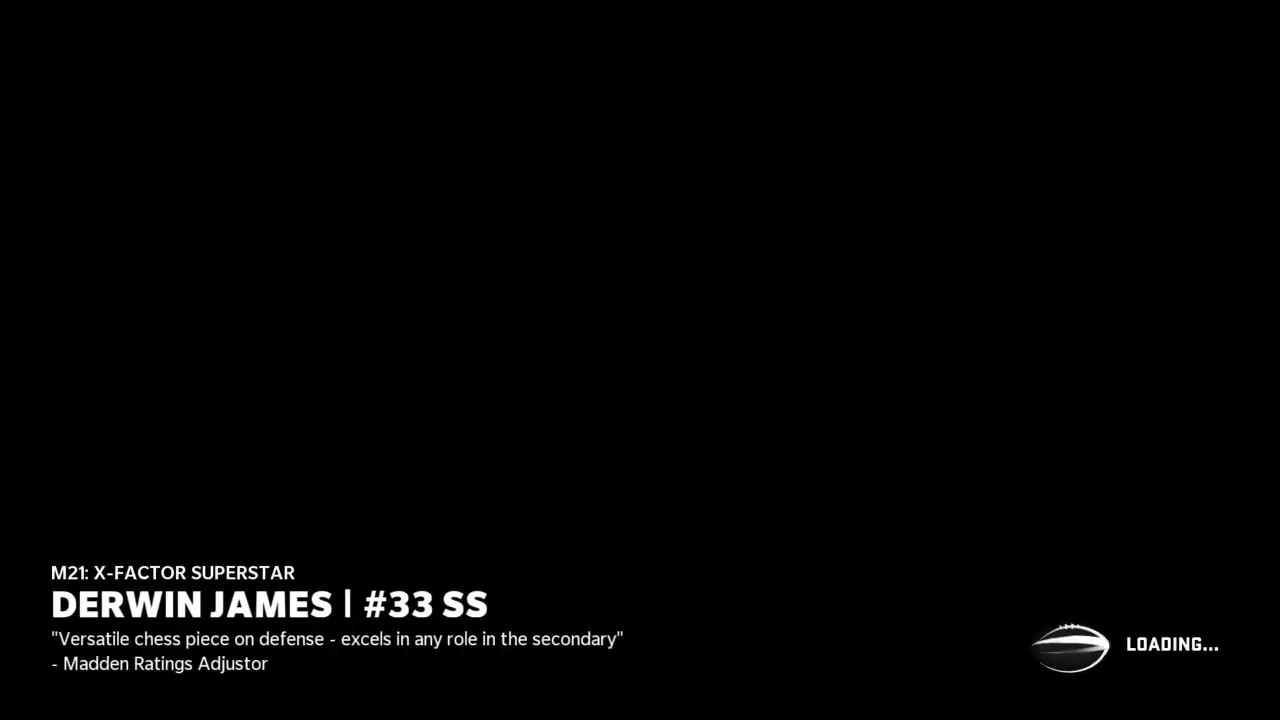 M21: X-FACTOR SUPERSTAR
DERWIN JAMES | #33 SS
"Versatile chess piece on defense - excels in any role in the secondary"
- Madden Ratings Adjustor
LOADING...